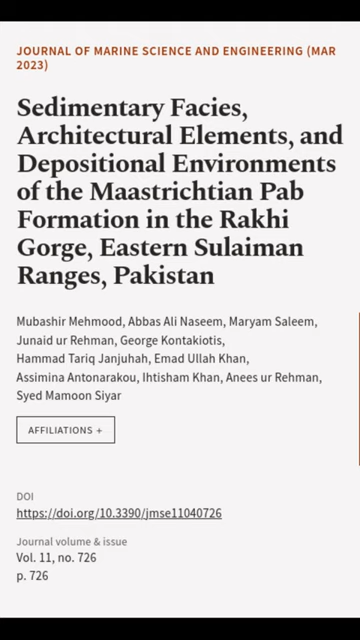 JOURNAL OF MARINE SCIENCE AND ENGINEERING (MAR
2023)
Sedimentary Facies,
Architectural Elements, and
Depositional Environments
of the Maastrichtian Pab
Formation in the Rakhi
Gorge, Eastern Sulaiman
Ranges, Pakistan
Mubashir Mehmood, Abbas Ali Naseem, Maryam Saleem,
Junaid ur Rehman, George Kontakiotis,
Hammad Tariq Janjuhah, Emad Ullah Khan,
Assimina Antonarakou, Ihtisham Khan, Anees ur Rehman,
Syed Mamoon Siyar
AFFILIATIONS +
DOI
https://doi.org/10.3390/jmse11040726
Journal volume & issue
Vol. 11, no. 726
p. 726